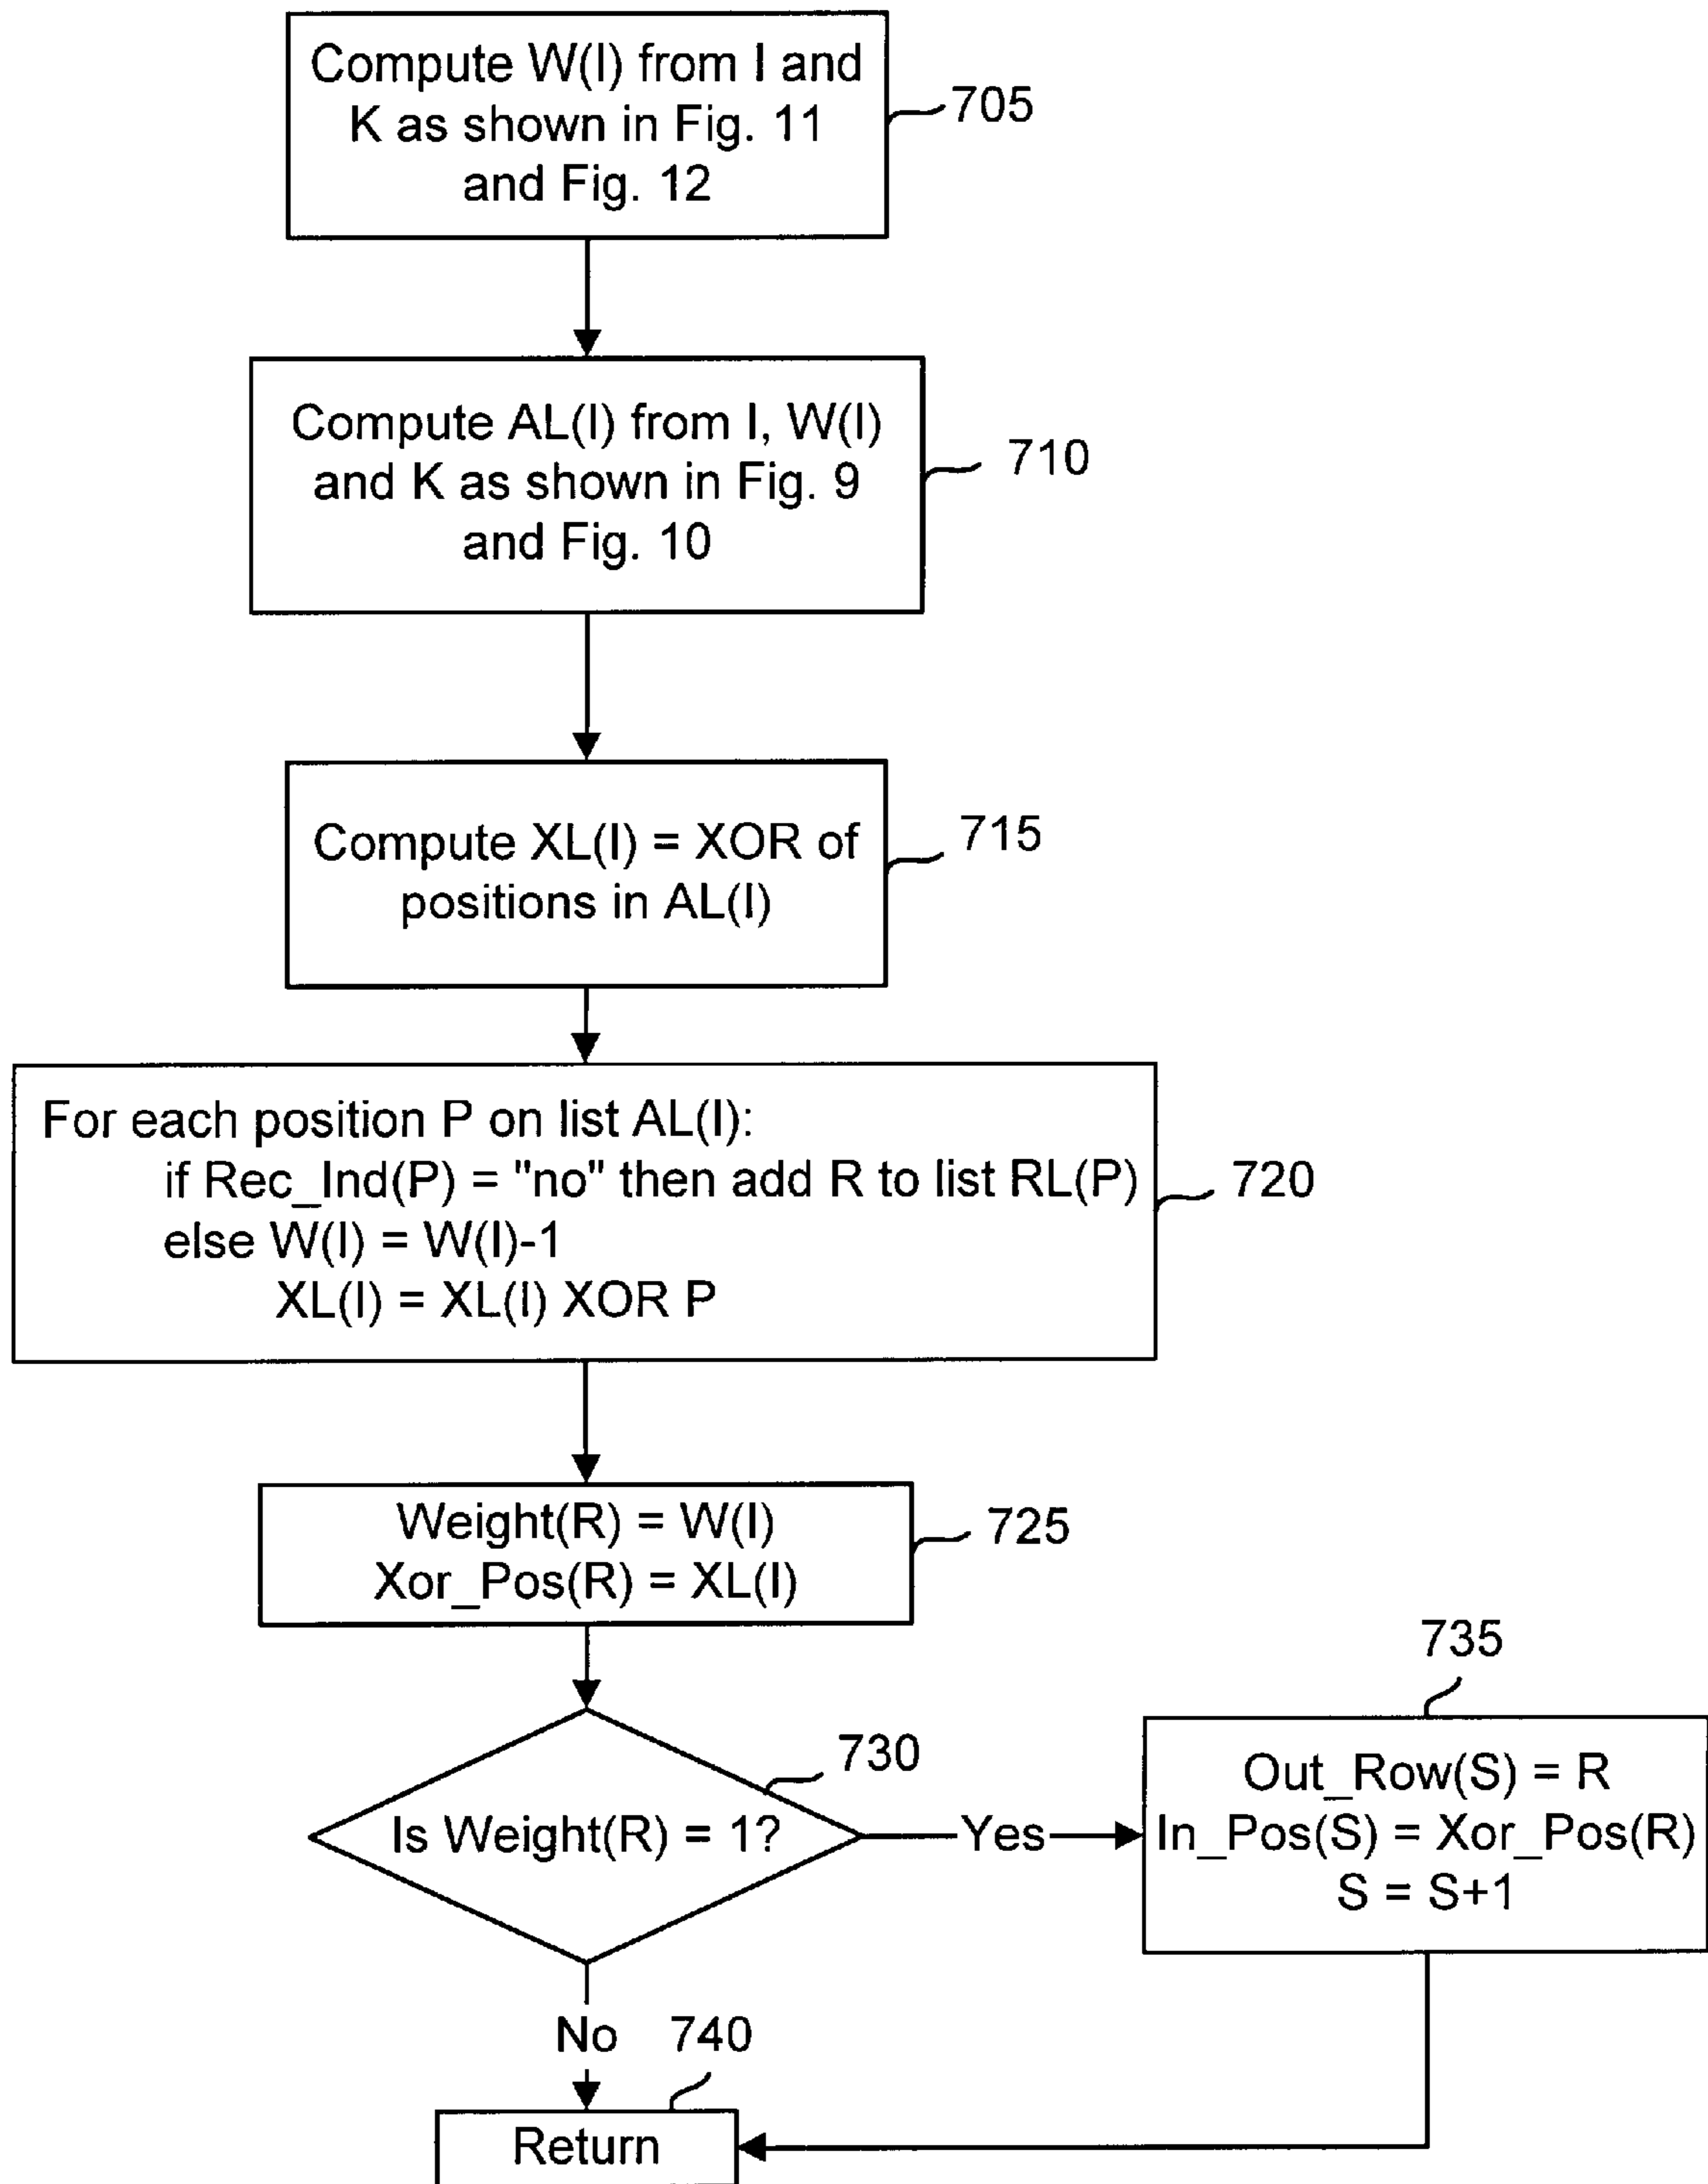 Compute W(I) from I and
K as shown in Fig. 11
and Fig. 12
705
Compute AL(I) from I, W(I)
and K as shown in Fig. 9
and Fig. 10
710
Compute XL(I) = XOR of
positions in AL(I)
715
For each position P on list AL(I):
if Rec_Ind(P) = "no" then add R to list RL(P)
else W(I) = W(I)-1
XL(I) = XL(I) XOR P
720
Weight(R) = W(I)
Xor_Pos(R) = XL(I)
725
Is Weight(R) = 1?
730
Yes
735
Out_Row(S) = R
In_Pos(S) = Xor_Pos(R)
S = S+1
No
740
Return